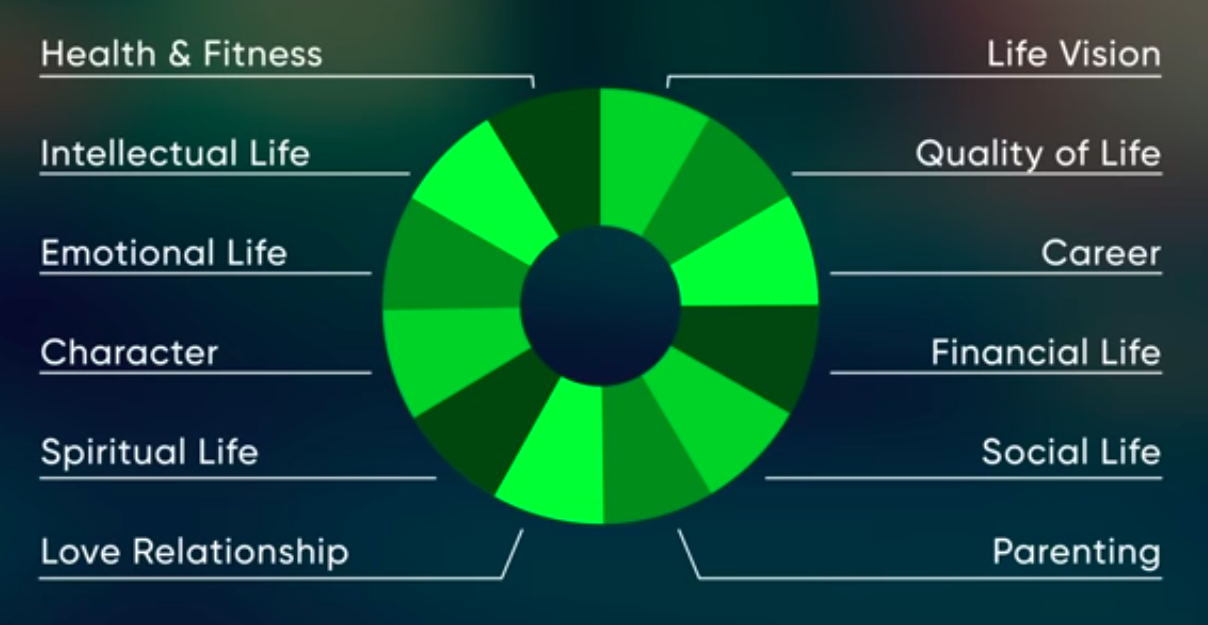 Health & Fitness
Life Vision
Intellectual Life
Quality of Life
Emotional Life
Career
Character
Financial Life
Spiritual Life
Social Life
Love Relationship
Parenting